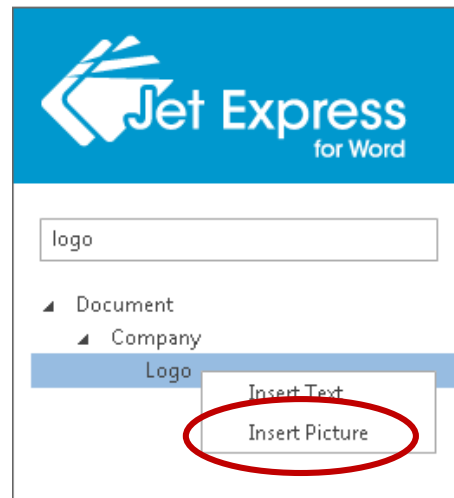 Jet Express
for Word
logo
Document
Company
Logo
Insert Text
Insert Picture